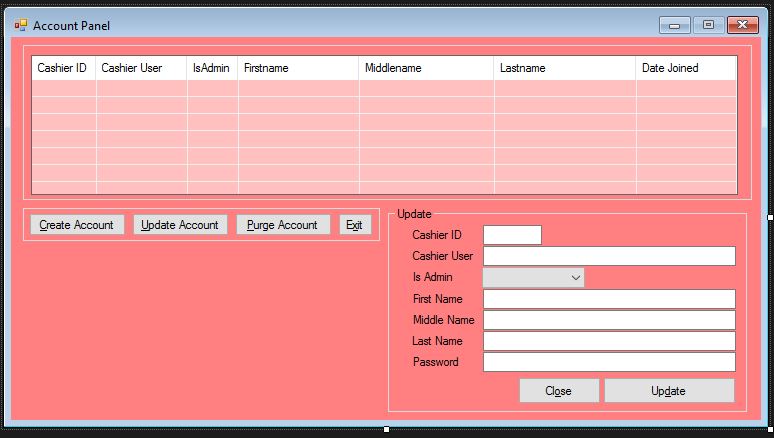 Account Panel
Cashier ID Cashier User IsAdmin Firstname Middlename Lastname Date Joined
Create Account Update Account Purge Account Exit
Update
Cashier ID
Cashier User
Is Admin
First Name
Middle Name
Last Name
Password
Close Update